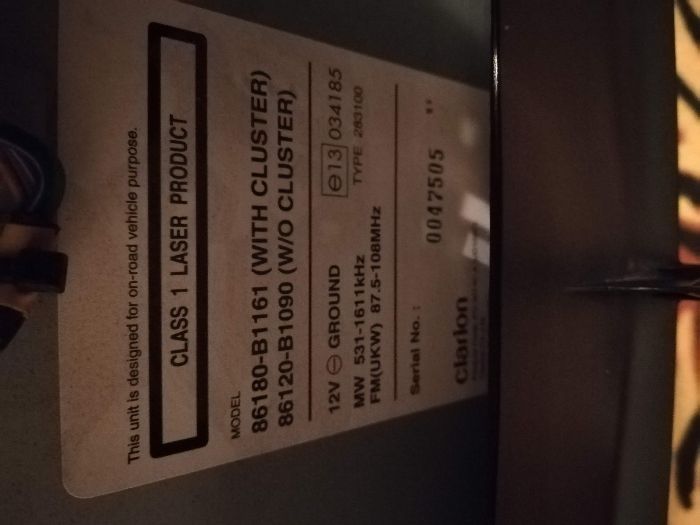 This unit is designed for on-road vehicle purpose.
CLASS 1 LASER PRODUCT
MODEL
86180-B1161 (WITH CLUSTER)
86120-B1090 (W/O CLUSTER)
12V ⊖ GROUND
MW 531-1611kHz
FM(UKW) 87.5-108MHz
e13 034185
TYPE 283100
Serial No. :
0047505
Clarion